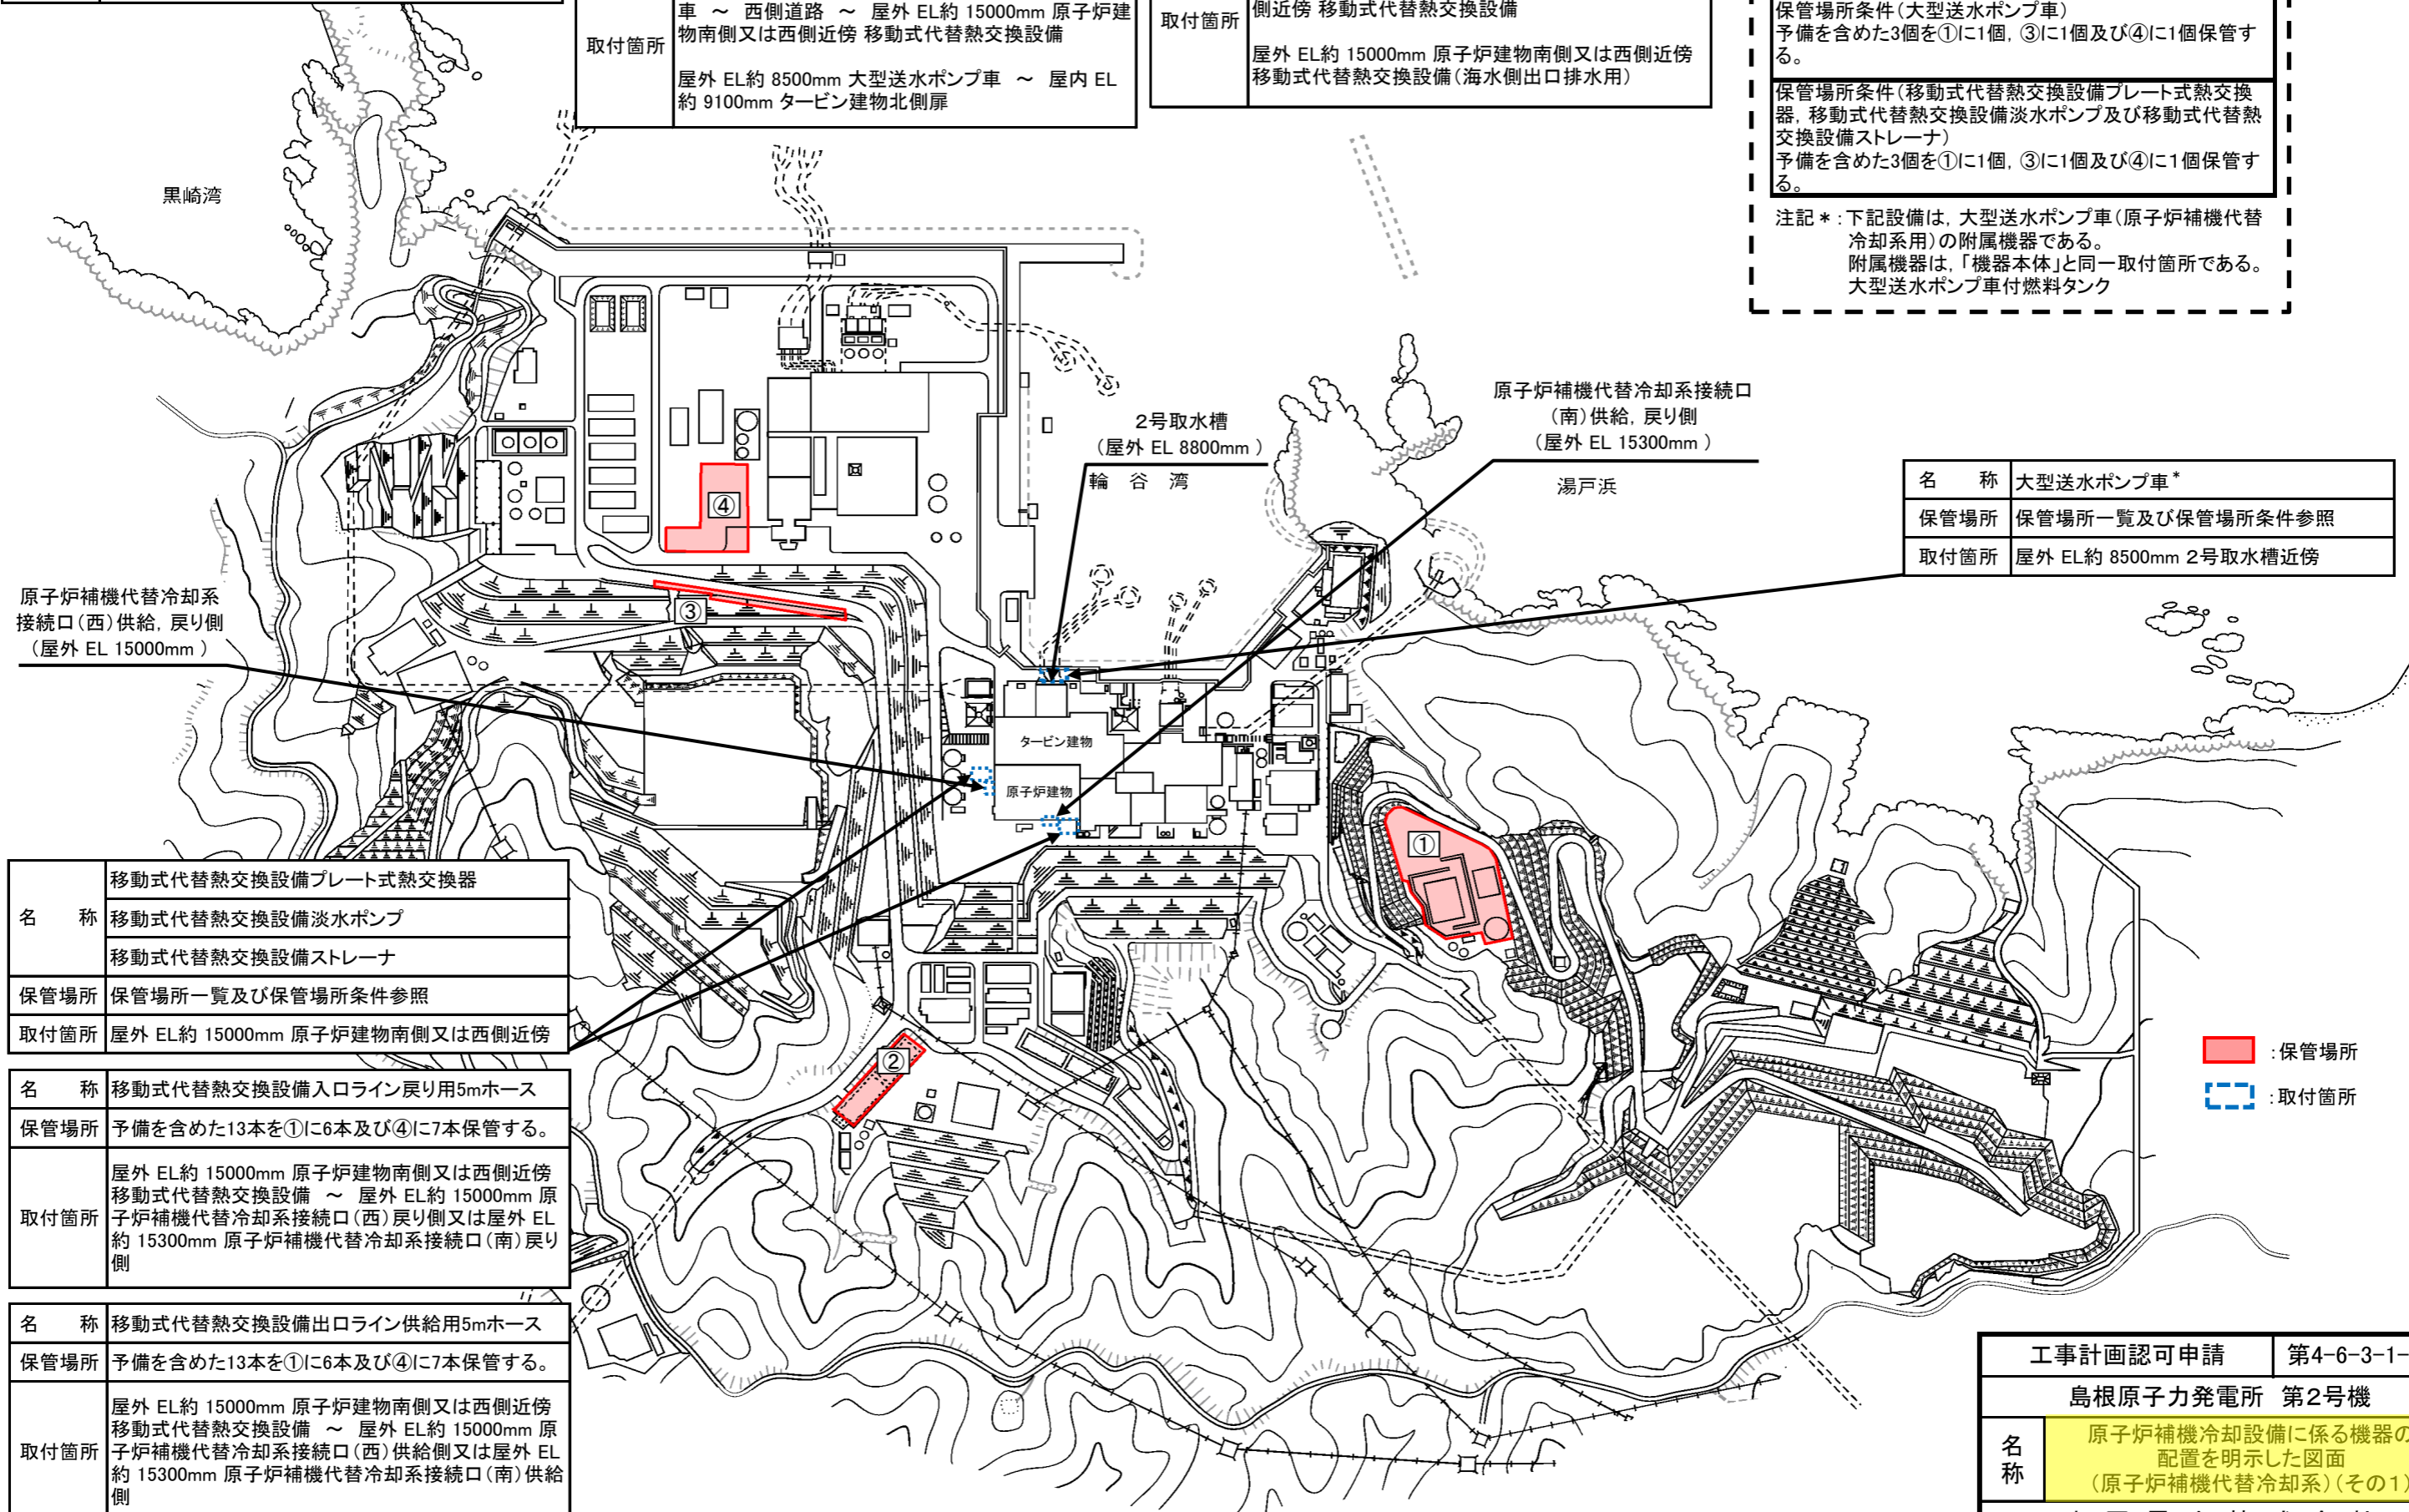 取付箇所
車 ～ 西側道路 ～ 屋外 EL約 15000mm 原子炉建
物南側又は西側近傍 移動式代替熱交換設備
屋外 EL約 8500mm 大型送水ポンプ車 ～ 屋内 EL
約 9100mm タービン建物北側扉
取付箇所
側近傍 移動式代替熱交換設備
屋外 EL約 15000mm 原子炉建物南側又は西側近傍
移動式代替熱交換設備(海水側出口排水用)
保管場所条件(大型送水ポンプ車)
予備を含めた3個を①に1個, ③に1個及び④に1個保管す
る。
保管場所条件(移動式代替熱交換設備プレート式熱交換
器, 移動式代替熱交換設備淡水ポンプ及び移動式代替熱
交換設備ストレーナ)
予備を含めた3個を①に1個, ③に1個及び④に1個保管す
る。
注記＊:下記設備は, 大型送水ポンプ車(原子炉補機代替
冷却系用)の附属機器である。
附属機器は,「機器本体」と同一取付箇所である。
大型送水ポンプ車付燃料タンク
黒崎湾
2号取水槽
(屋外 EL 8800mm )
輪谷湾
原子炉補機代替冷却系接続口
(南)供給, 戻り側
(屋外 EL 15300mm )
湯戸浜
名 称 大型送水ポンプ車*
保管場所 保管場所一覧及び保管場所条件参照
取付箇所 屋外 EL約 8500mm 2号取水槽近傍
④
③
原子炉補機代替冷却系
接続口(西)供給, 戻り側
(屋外 EL 15000mm )
タービン建物
原子炉建物
①
②
名 称
移動式代替熱交換設備プレート式熱交換器
移動式代替熱交換設備淡水ポンプ
移動式代替熱交換設備ストレーナ
保管場所 保管場所一覧及び保管場所条件参照
取付箇所 屋外 EL約 15000mm 原子炉建物南側又は西側近傍
名 称 移動式代替熱交換設備入口ライン戻り用5mホース
保管場所 予備を含めた13本を①に6本及び④に7本保管する。
取付箇所
屋外 EL約 15000mm 原子炉建物南側又は西側近傍
移動式代替熱交換設備 ～ 屋外 EL約 15000mm 原
子炉補機代替冷却系接続口(西)戻り側又は屋外 EL
約 15300mm 原子炉補機代替冷却系接続口(南)戻り
側
名 称 移動式代替熱交換設備出口ライン供給用5mホース
保管場所 予備を含めた13本を①に6本及び④に7本保管する。
取付箇所
屋外 EL約 15000mm 原子炉建物南側又は西側近傍
移動式代替熱交換設備 ～ 屋外 EL約 15000mm 原
子炉補機代替冷却系接続口(西)供給側又は屋外 EL
約 15300mm 原子炉補機代替冷却系接続口(南)供給
側
:保管場所
:取付箇所
工事計画認可申請 第4-6-3-1-
島根原子力発電所 第2号機
名称
原子炉補機冷却設備に係る機器の
配置を明示した図面
(原子炉補機代替冷却系)(その1)